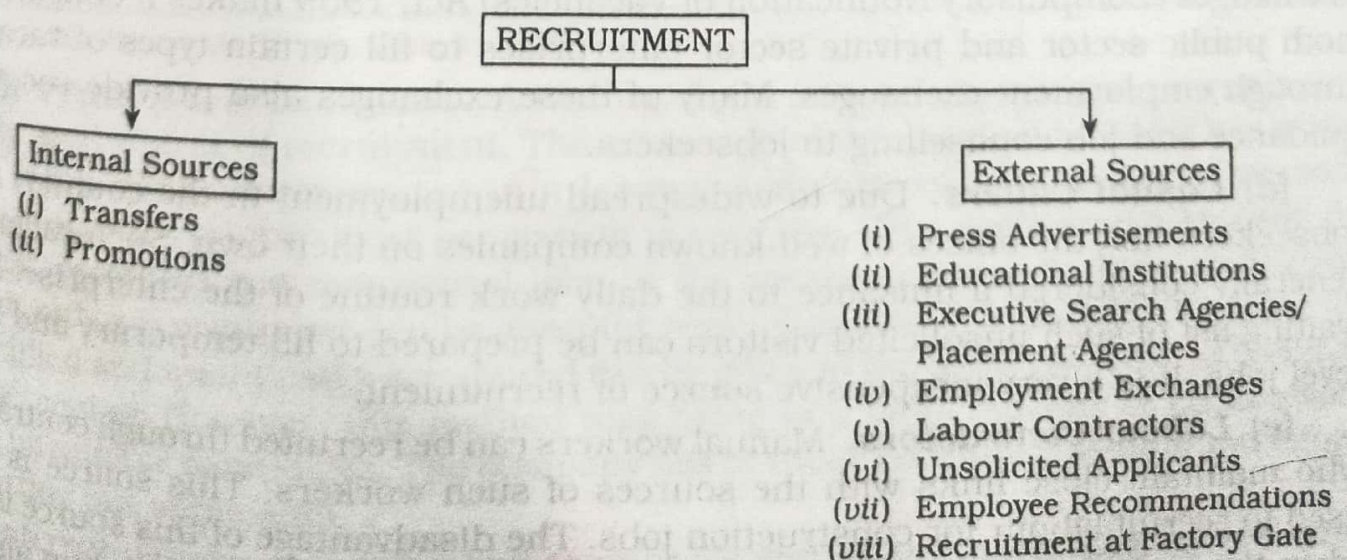 RECRUITMENT
Internal Sources
(i) Transfers
(ii) Promotions
External Sources
(i) Press Advertisements
(ii) Educational Institutions
(iii) Executive Search Agencies/
Placement Agencies
(iv) Employment Exchanges
(v) Labour Contractors
(vi) Unsolicited Applicants
(vii) Employee Recommendations
(viii) Recruitment at Factory Gate